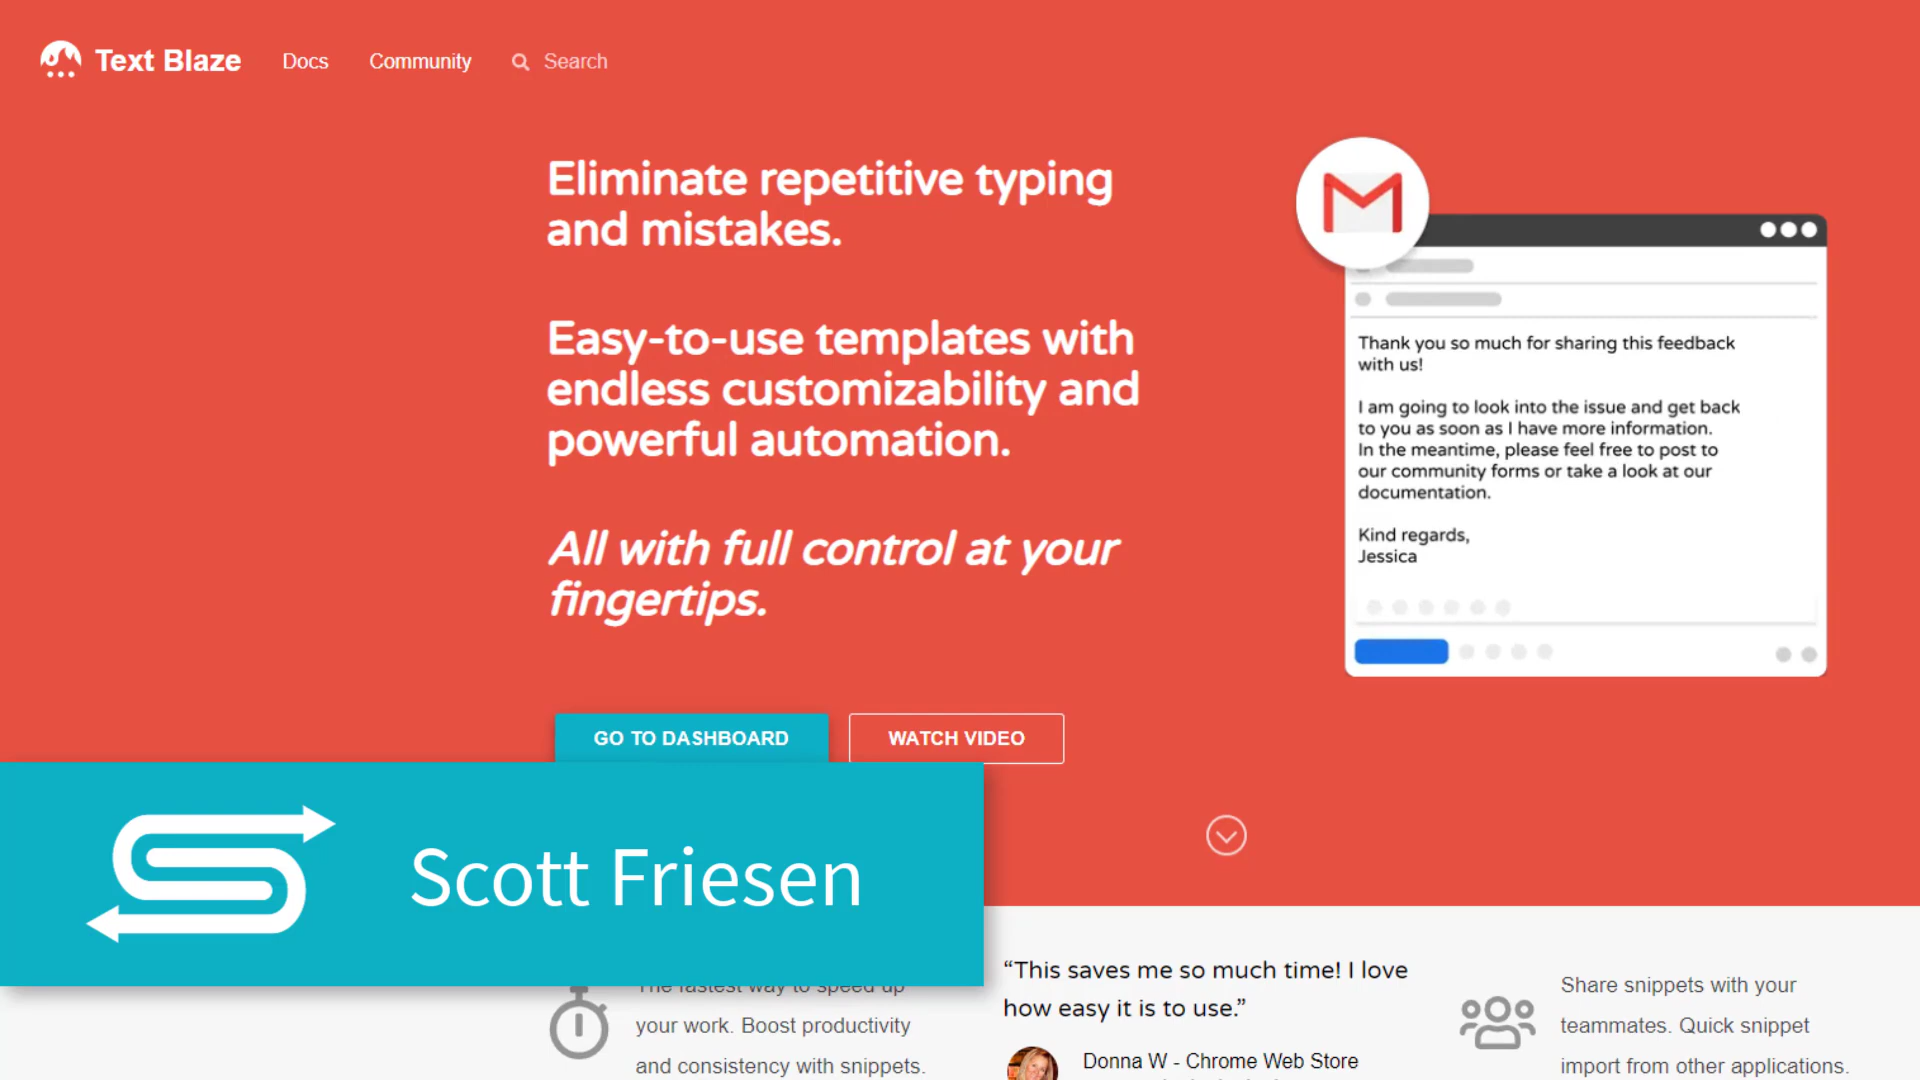 Text Blaze
Docs
Community
Search
Eliminate repetitive typing
and mistakes.
Easy-to-use templates with
endless customizability and
powerful automation.
All with full control at your
fingertips.
Thank you so much for sharing this feedback
with us!
I am going to look into the issue and get back
to you as soon as I have more information.
In the meantime, please feel free to post to
our community forms or take a look at our
documentation.
Kind regards,
Jessica
GO TO DASHBOARD
WATCH VIDEO
Scott Friesen
The fastest way to speed up
your work. Boost productivity
and consistency with snippets.
“This saves me so much time! I love
how easy it is to use.”
Donna W - Chrome Web Store
Share snippets with your
teammates. Quick snippet
import from other applications.